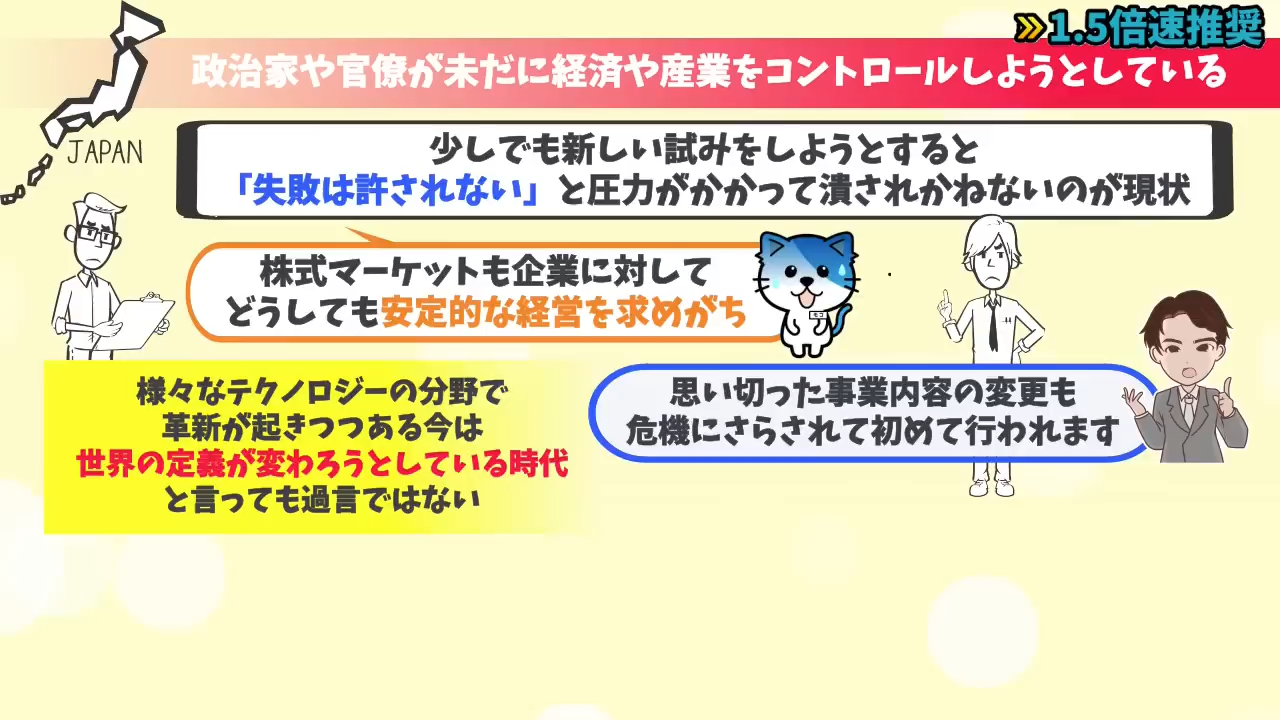 1.5倍速推奨
政治家や官僚が未だに経済や産業をコントロールしようとしている
JAPAN
少しでも新しい試みをしようとすると
「失敗は許されない」と圧力がかかって潰されかねないのが現状
株式マーケットも企業に対して
どうしても安定的な経営を求めがち
モコ
様々なテクノロジーの分野で
革新が起きつつある今は
世界の定義が変わろうとしている時代
と言っても過言ではない
思い切った事業内容の変更も
危機にさらされて初めて行われます